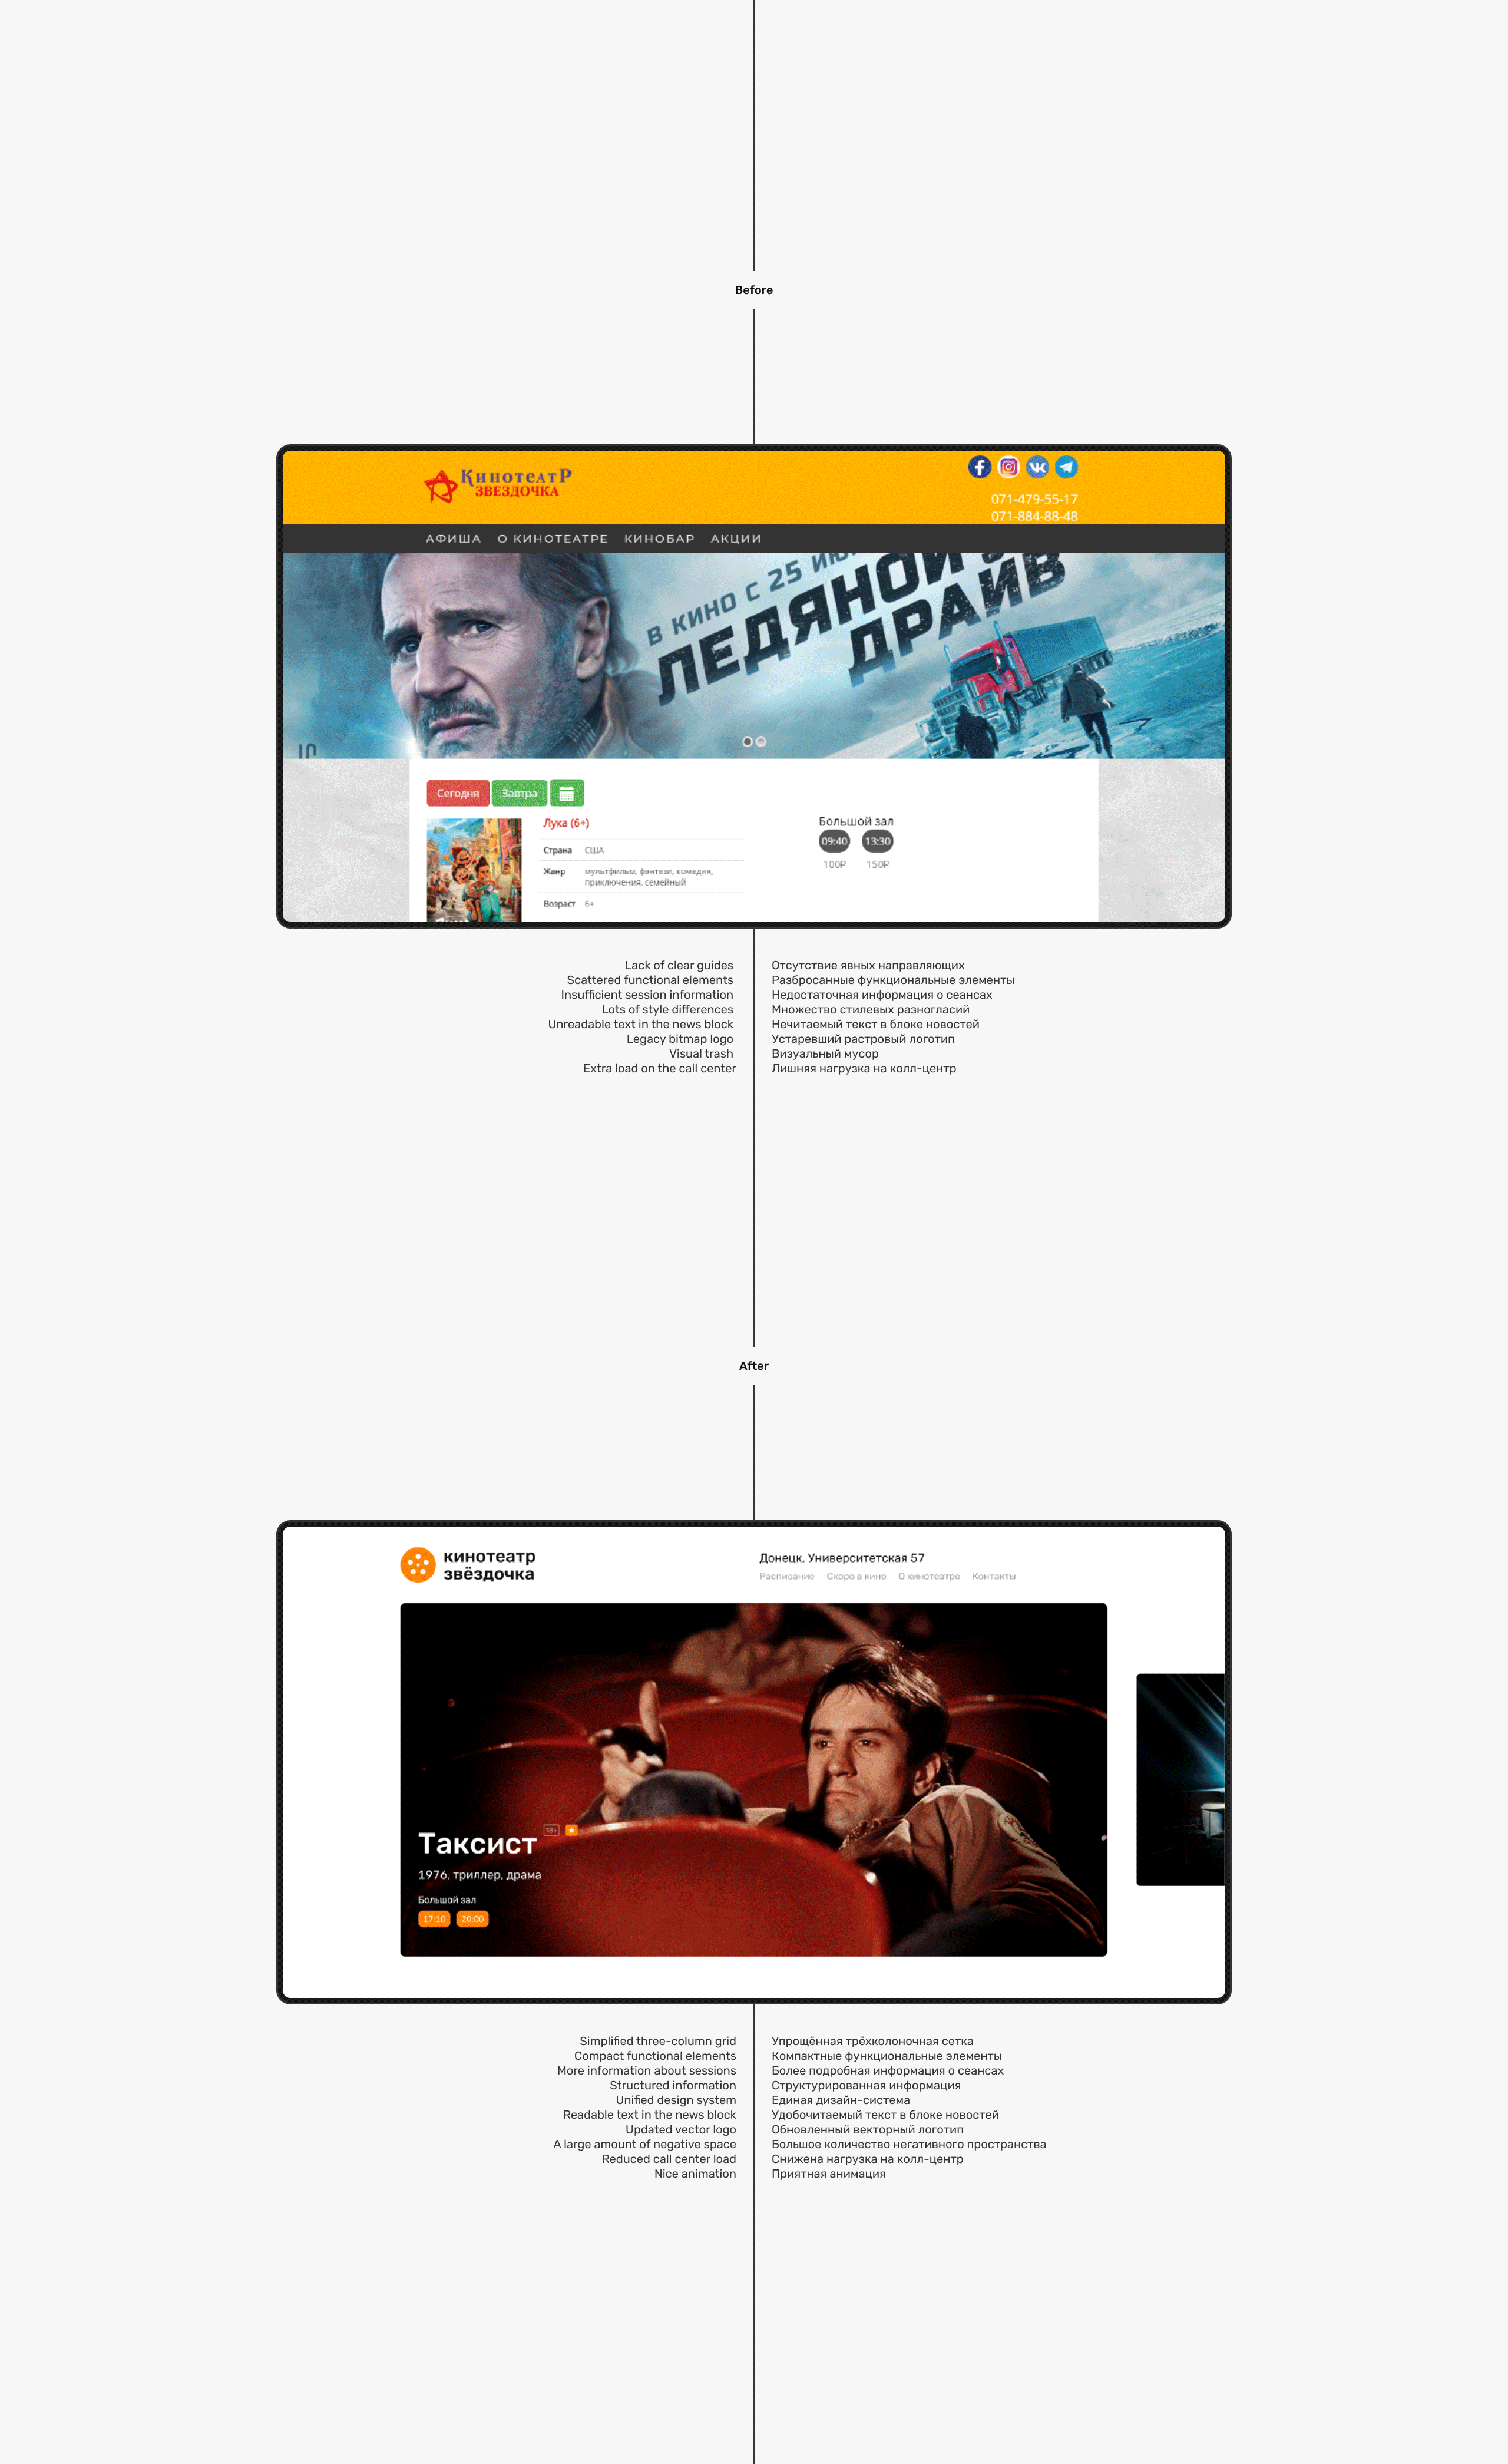 Before
КинотеатР
ЗВЕЗДОЧКА
071-479-55-17
071-884-88-48
АФИША О КИНОТЕАТРЕ КИНОБАР АКЦИИ
В КИНО С 25
ЛЕДЯНОЙ
ДРАЙВ
Сегодня Завтра
Лука (6+)
Страна США
Жанр мультфильм, фэнтези, комедия,
приключения, семейный
Возраст 6+
Большой зал
09:40 13:30
100₽ 150₽
Lack of clear guides
Scattered functional elements
Insufficient session information
Lots of style differences
Unreadable text in the news block
Legacy bitmap logo
Visual trash
Extra load on the call center
Отсутствие явных направляющих
Разбросанные функциональные элементы
Недостаточная информация о сеансах
Множество стилевых разногласий
Нечитаемый текст в блоке новостей
Устаревший растровый логотип
Визуальный мусор
Лишняя нагрузка на колл-центр
After
кинотеатр
звёздочка
Донецк, Университетская 57
Расписание Скоро в кино О кинотеатре Контакты
Таксист 18+
1976, триллер, драма
Большой зал
17:10 20:00
Simplified three-column grid
Compact functional elements
More information about sessions
Structured information
Unified design system
Readable text in the news block
Updated vector logo
A large amount of negative space
Reduced call center load
Nice animation
Упрощённая трёхколоночная сетка
Компактные функциональные элементы
Более подробная информация о сеансах
Структурированная информация
Единая дизайн-система
Удобочитаемый текст в блоке новостей
Обновленный векторный логотип
Большое количество негативного пространства
Снижена нагрузка на колл-центр
Приятная анимация